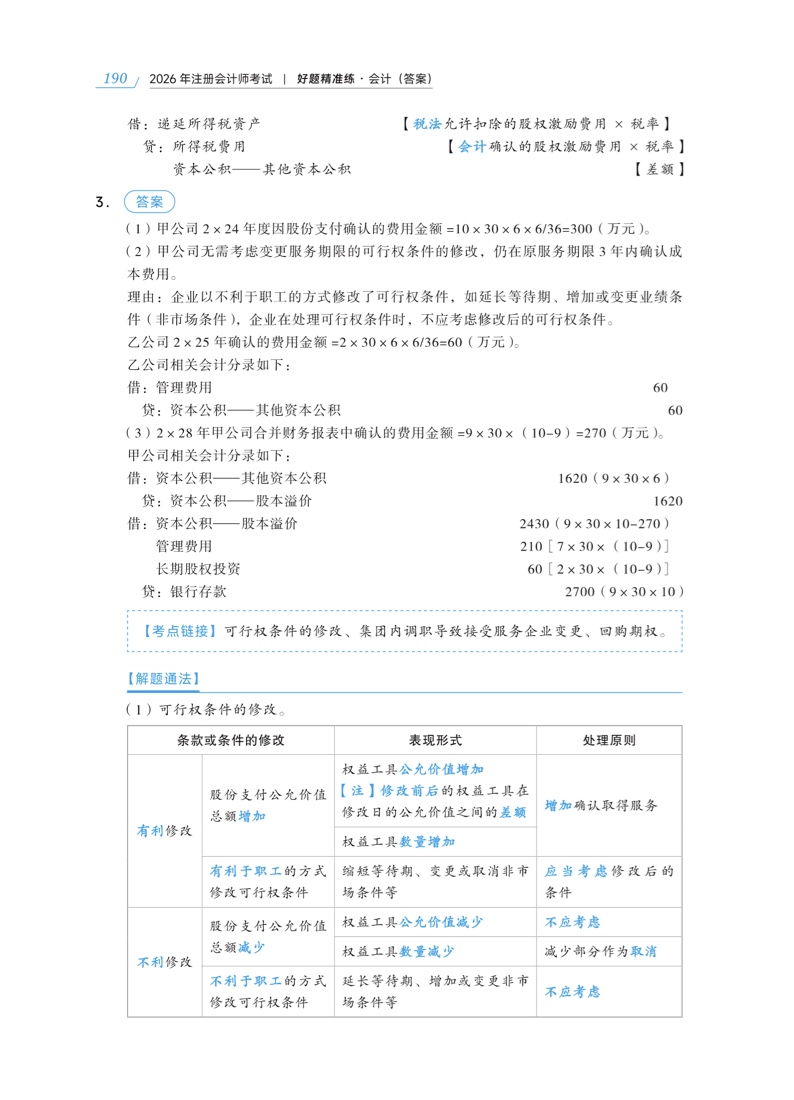 190 2026 年注册会计师考试 | 好题精准练·会计（答案）
借：递延所得税资产 【税法允许扣除的股权激励费用 × 税率】
贷：所得税费用 【会计确认的股权激励费用 × 税率】
资本公积——其他资本公积 【差额】
3. 答案
（1）甲公司 2×24 年度因股份支付确认的费用金额 =10×30×6×6/36=300（万元）。
（2）甲公司无需考虑变更服务期限的可行权条件的修改，仍在原服务期限 3 年内确认成
本费用。
理由：企业以不利于职工的方式修改了可行权条件，如延长等待期、增加或变更业绩条
件（非市场条件），企业在处理可行权条件时，不应考虑修改后的可行权条件。
乙公司 2×25 年确认的费用金额 =2×30×6×6/36=60（万元）。
乙公司相关会计分录如下：
借：管理费用 60
贷：资本公积——其他资本公积 60
（3）2×28 年甲公司合并财务报表中确认的费用金额 =9×30×（10-9）=270（万元）。
甲公司相关会计分录如下：
借：资本公积——其他资本公积 1620（9×30×6）
贷：资本公积——股本溢价 1620
借：资本公积——股本溢价 2430（9×30×10-270）
管理费用 210［7×30×（10-9）］
长期股权投资 60［2×30×（10-9）］
贷：银行存款 2700（9×30×10）
【考点链接】可行权条件的修改、集团内调职导致接受服务企业变更、回购期权。
【解题通法】
（1）可行权条件的修改。
条款或条件的修改 表现形式 处理原则
有利修改
股份支付公允价值
总额增加
权益工具公允价值增加
【注】修改前后的权益工具在
修改日的公允价值之间的差额
权益工具数量增加
增加确认取得服务
有利于职工的方式
修改可行权条件
缩短等待期、变更或取消非市
场条件等
应当考虑修改后的
条件
不利修改
股份支付公允价值
总额减少
权益工具公允价值减少
不应考虑
权益工具数量减少
减少部分作为取消
不利于职工的方式
修改可行权条件
延长等待期、增加或变更非市
场条件等
不应考虑